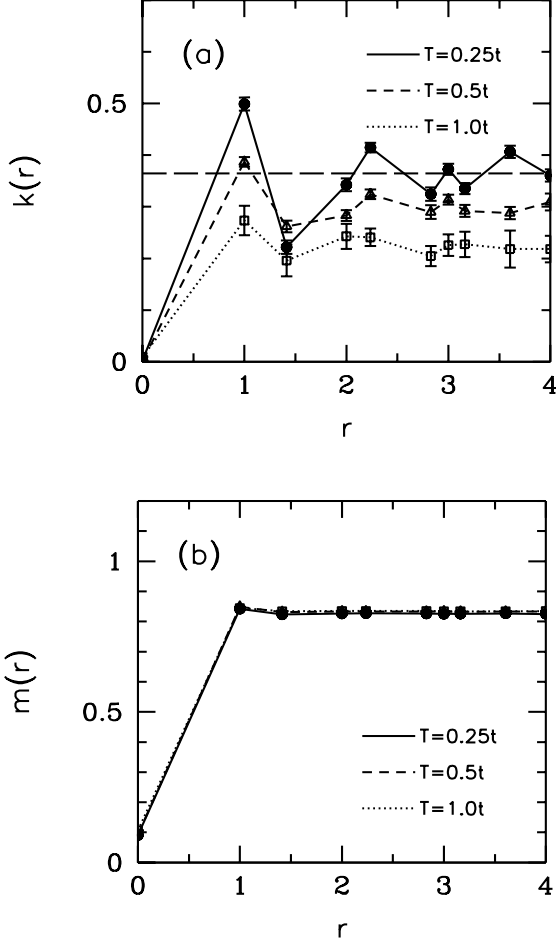 (a)
T=0.25t
T=0.5t
T=1.0t
0.5
k(r)
0
0 1 2 3 4
r
(b)
1
m(r)
0.5
T=0.25t
T=0.5t
T=1.0t
0
0 1 2 3 4
r